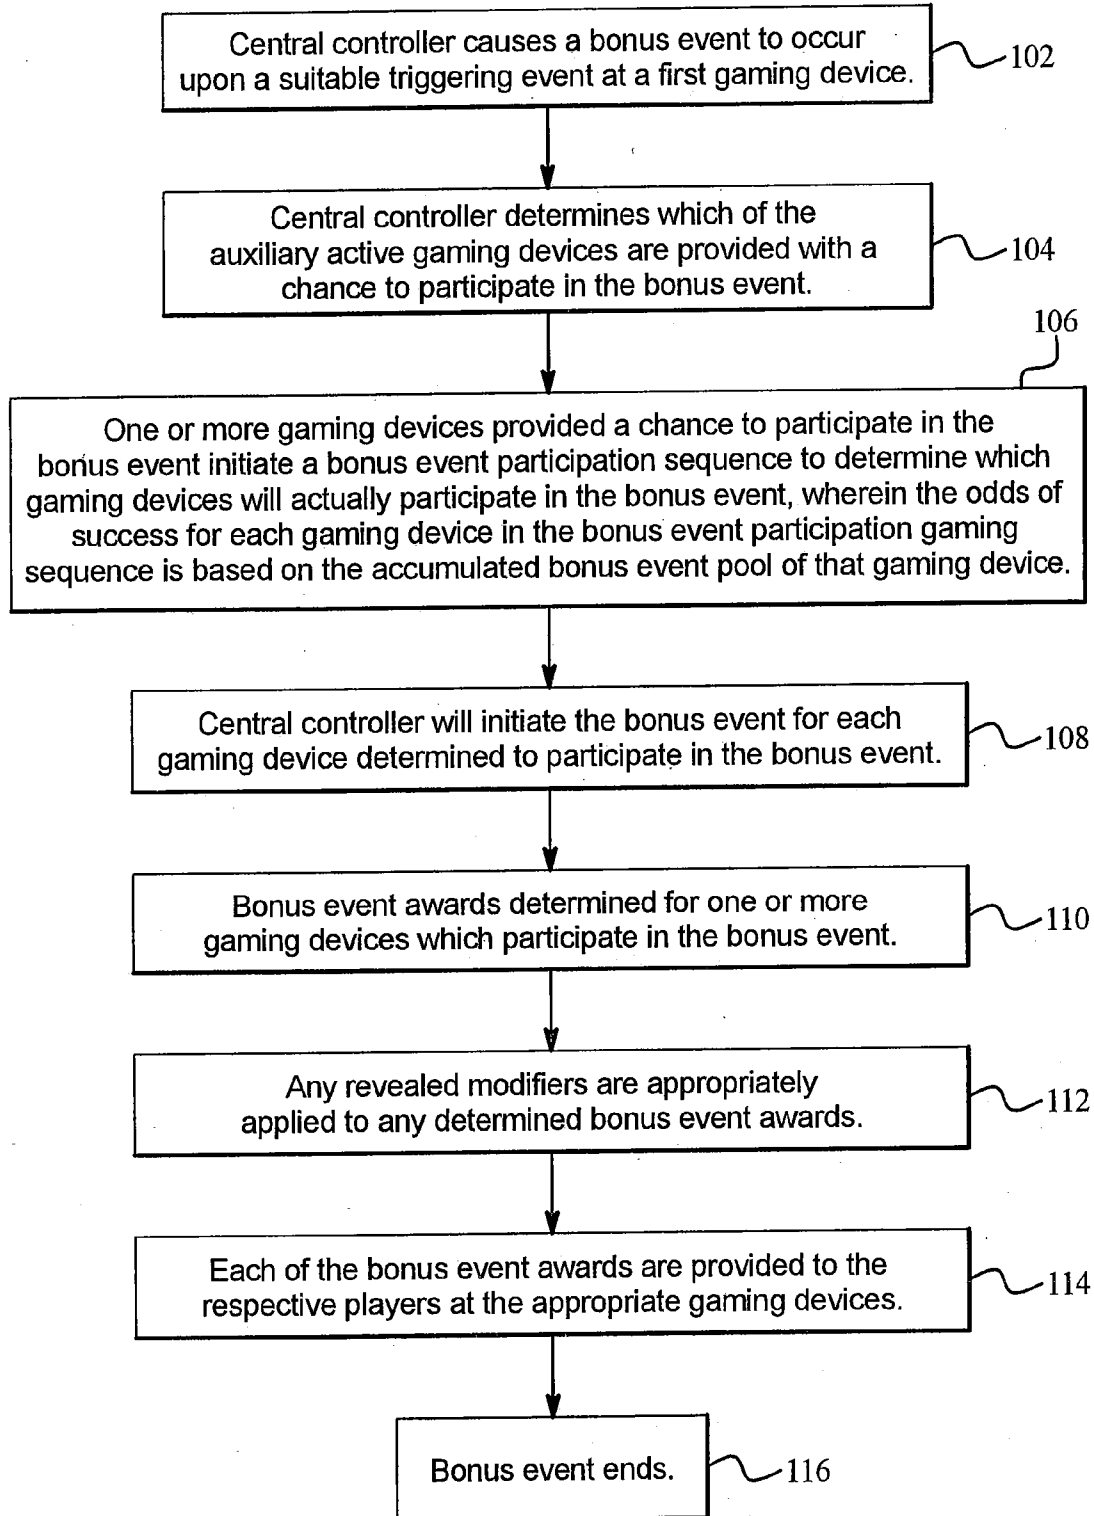 Central controller causes a bonus event to occur
upon a suitable triggering event at a first gaming device.
102
Central controller determines which of the
auxiliary active gaming devices are provided with a
chance to participate in the bonus event.
104
106
One or more gaming devices provided a chance to participate in the
bonus event initiate a bonus event participation sequence to determine which
gaming devices will actually participate in the bonus event, wherein the odds of
success for each gaming device in the bonus event participation gaming
sequence is based on the accumulated bonus event pool of that gaming device.
Central controller will initiate the bonus event for each
gaming device determined to participate in the bonus event.
108
Bonus event awards determined for one or more
gaming devices which participate in the bonus event.
110
Any revealed modifiers are appropriately
applied to any determined bonus event awards.
112
Each of the bonus event awards are provided to the
respective players at the appropriate gaming devices.
114
Bonus event ends.
116